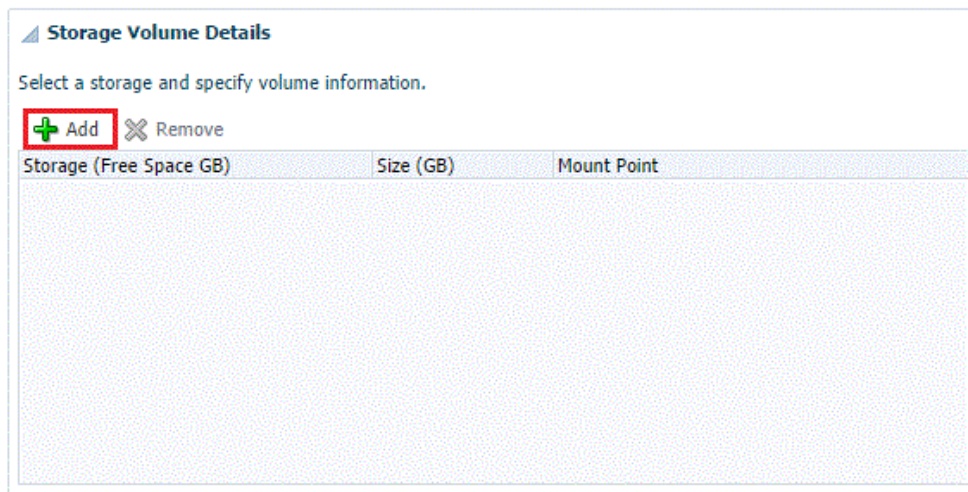 Storage Volume Details
Select a storage and specify volume information.
Add Remove
Storage (Free Space GB) Size (GB) Mount Point